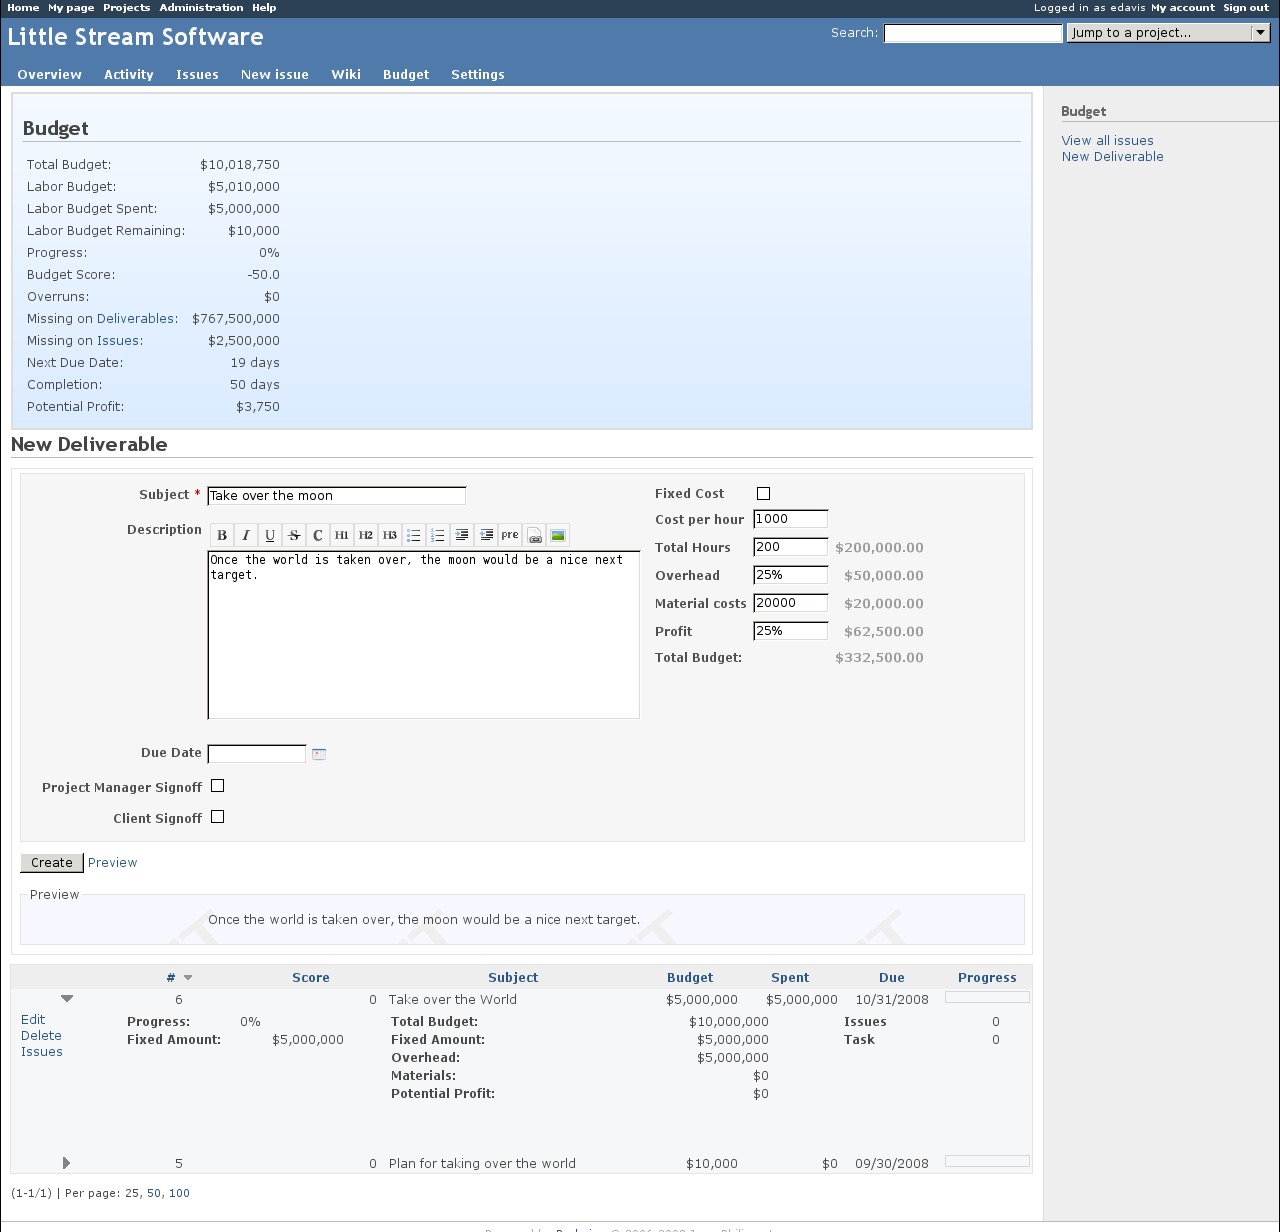 Home My page Projects Administration Help Logged in as edavis My account Sign out
Little Stream Software Search: Jump to a project...
Overview Activity Issues New issue Wiki Budget Settings
Budget
Total Budget: $10,018,750
Labor Budget: $5,010,000
Labor Budget Spent: $5,000,000
Labor Budget Remaining: $10,000
Progress: 0%
Budget Score: -50.0
Overruns: $0
Missing on Deliverables: $767,500,000
Missing on Issues: $2,500,000
Next Due Date: 19 days
Completion: 50 days
Potential Profit: $3,750
Budget
View all issues
New Deliverable
New Deliverable
Subject * Take over the moon
Description B I U S C H1 H2 H3 pre
Once the world is taken over, the moon would be a nice next
target.
Fixed Cost
Cost per hour 1000
Total Hours 200 $200,000.00
Overhead 25% $50,000.00
Material costs 20000 $20,000.00
Profit 25% $62,500.00
Total Budget: $332,500.00
Due Date
Project Manager Signoff
Client Signoff
Create Preview
Preview
Once the world is taken over, the moon would be a nice next target.
# Score Subject Budget Spent Due Progress
6 0 Take over the World $5,000,000 $5,000,000 10/31/2008
Edit
Delete
Issues
Progress: 0%
Fixed Amount: $5,000,000
Total Budget: $10,000,000
Fixed Amount: $5,000,000
Overhead: $5,000,000
Materials: $0
Potential Profit: $0
Issues 0
Task 0
5 0 Plan for taking over the world $10,000 $0 09/30/2008
(1-1/1) | Per page: 25, 50, 100